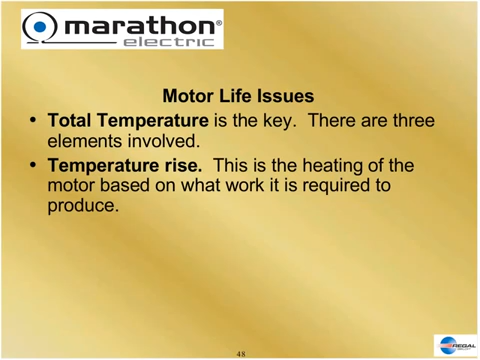 marathon®
electric
Motor Life Issues
• Total Temperature is the key. There are three
elements involved.
• Temperature rise. This is the heating of the
motor based on what work it is required to
produce.
48
REGAL